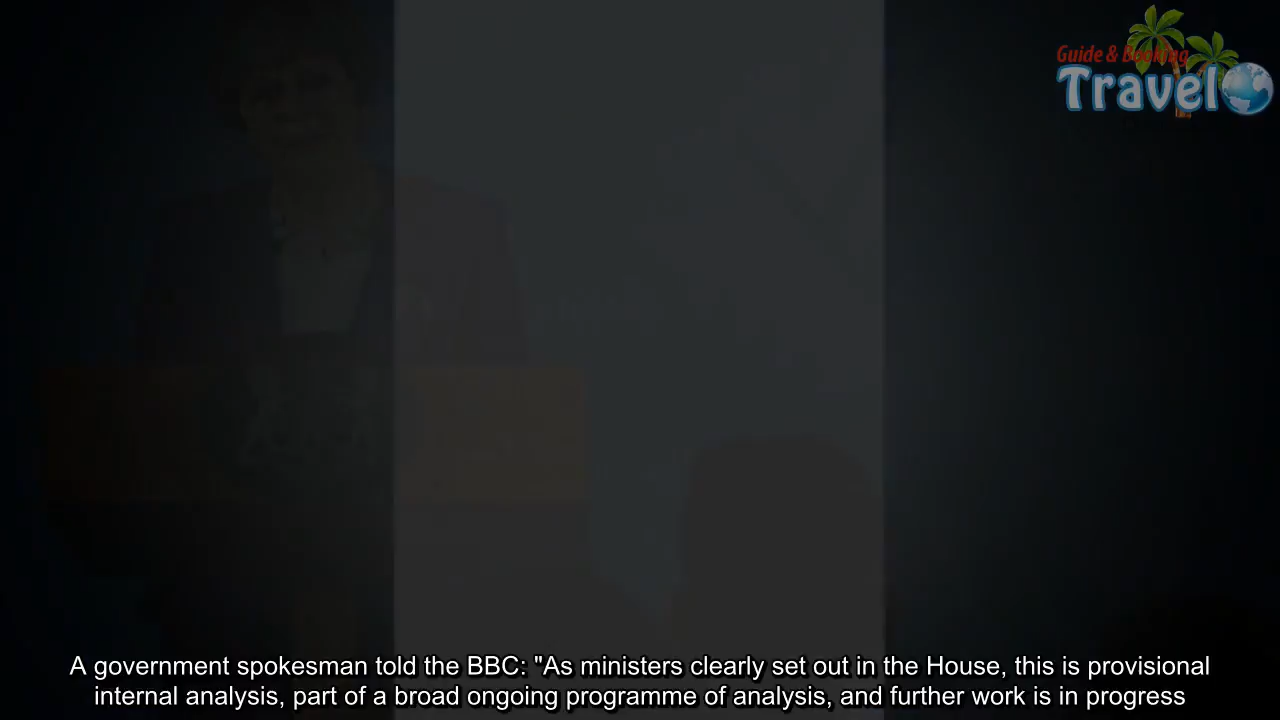 Guide & Booking
Travel
A government spokesman told the BBC: "As ministers clearly set out in the House, this is provisional
internal analysis, part of a broad ongoing programme of analysis, and further work is in progress